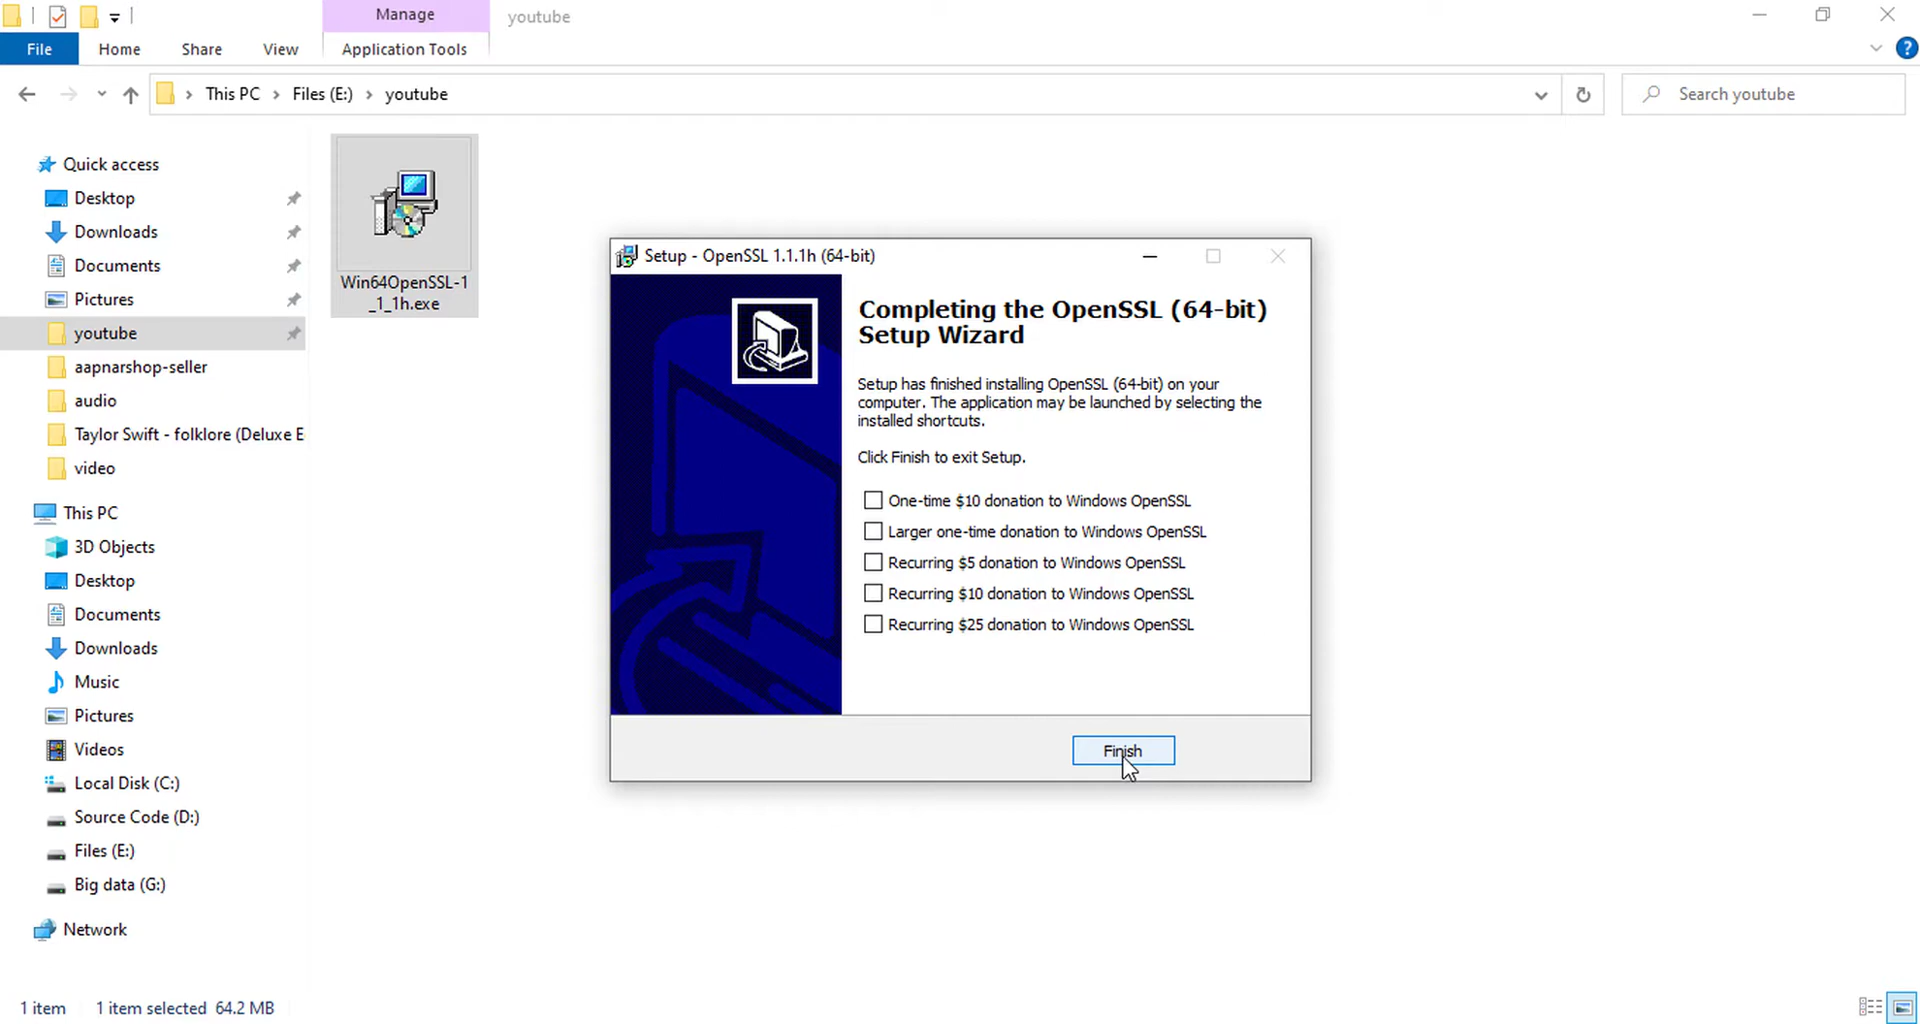 Manage
youtube
File
Home
Share
View
Application Tools
This PC
Files (E:)
youtube
Search youtube
Quick access
Desktop
Downloads
Documents
Pictures
youtube
aapnarshop-seller
audio
Taylor Swift - folklore (Deluxe E
video
This PC
3D Objects
Desktop
Documents
Downloads
Music
Pictures
Videos
Local Disk (C:)
Source Code (D:)
Files (E:)
Big data (G:)
Network
Win64OpenSSL-1
_1_1h.exe
Setup - OpenSSL 1.1.1h (64-bit)
Completing the OpenSSL (64-bit)
Setup Wizard
Setup has finished installing OpenSSL (64-bit) on your
computer. The application may be launched by selecting the
installed shortcuts.
Click Finish to exit Setup.
One-time $10 donation to Windows OpenSSL
Larger one-time donation to Windows OpenSSL
Recurring $5 donation to Windows OpenSSL
Recurring $10 donation to Windows OpenSSL
Recurring $25 donation to Windows OpenSSL
Finish
1 item
1 item selected 64.2 MB